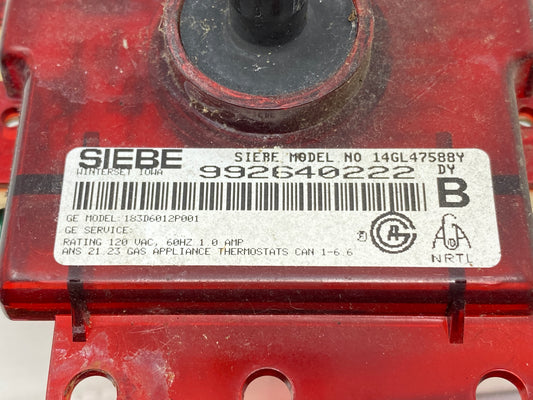 SIEBE
WINTERSET IOWA
SIEBE MODEL NO 14GL47588Y
992640222
DY
B
GE MODEL: 183D6012P001
GE SERVICE:
RATING 120 VAC, 60HZ 1.0 AMP
ANS 21.23 GAS APPLIANCE THERMOSTATS CAN 1-6.6
NRTL